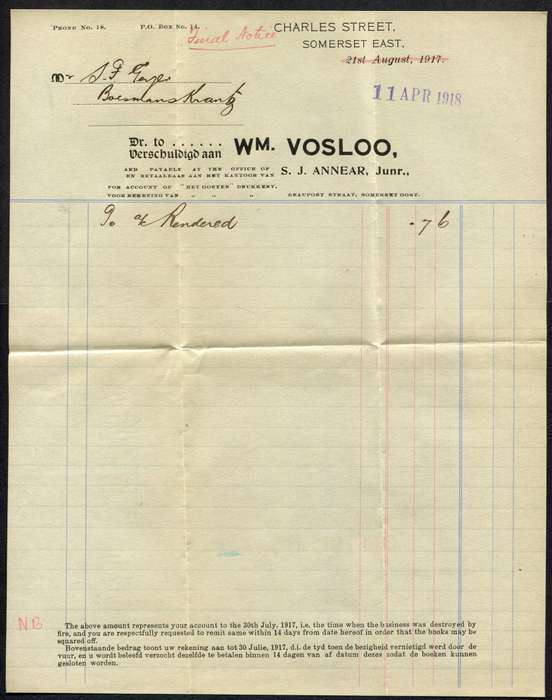 PHONE NO. 18. P.O. BOX NO. 14.
CHARLES STREET,
Final Notice
SOMERSET EAST,
21st August, 1917.
11 APR 1918
Mr S. F.
Boesmans Krantz
Dr. to ......
Verschuldigd aan
WM. VOSLOO,
AND PAYABLE AT THE OFFICE OF
EN BETAALBAAR AAN HET KANTOOR VAN
S. J. ANNEAR, Junr.,
FOR ACCOUNT OF "HET OOSTEN" DRUKKERY,
VOOR REKENING VAN " " " BEAUFORT STRAAT, SOMERSET OOST.
To a/c Rendered - 7 6
NB
The above amount represents your account to the 30th July, 1917, i.e. the time when the business was destroyed by
fire, and you are respectfully requested to remit same within 14 days from date hereof in order that the books may be
squared off.
Bovenstaande bedrag toont uw rekening aan tot 30 Julie, 1917, d.i. de tyd toen de bezigheid vernietigd werd door de
vuur, en u wordt beleefd verzocht dezelfde te betalen binnen 14 dagen van af datum dezes zodat de boeken kunnen
gesloten worden.